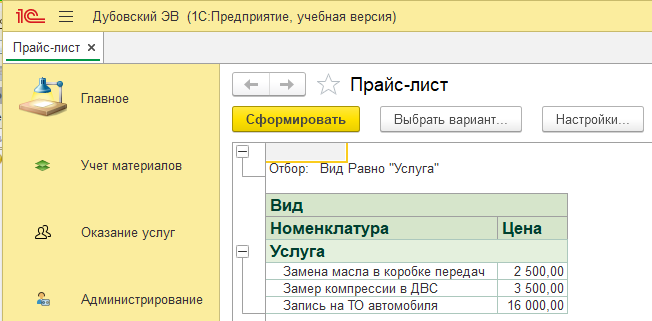 1С Дубовский ЭВ (1С:Предприятие, учебная версия)
Прайс-лист ×
Главное
Учет материалов
Оказание услуг
Администрирование
Прайс-лист
Сформировать Выбрать вариант... Настройки...
Отбор: Вид Равно "Услуга"
Вид
Номенклатура Цена
Услуга
Замена масла в коробке передач 2 500,00
Замер компрессии в ДВС 3 500,00
Запись на ТО автомобиля 16 000,00